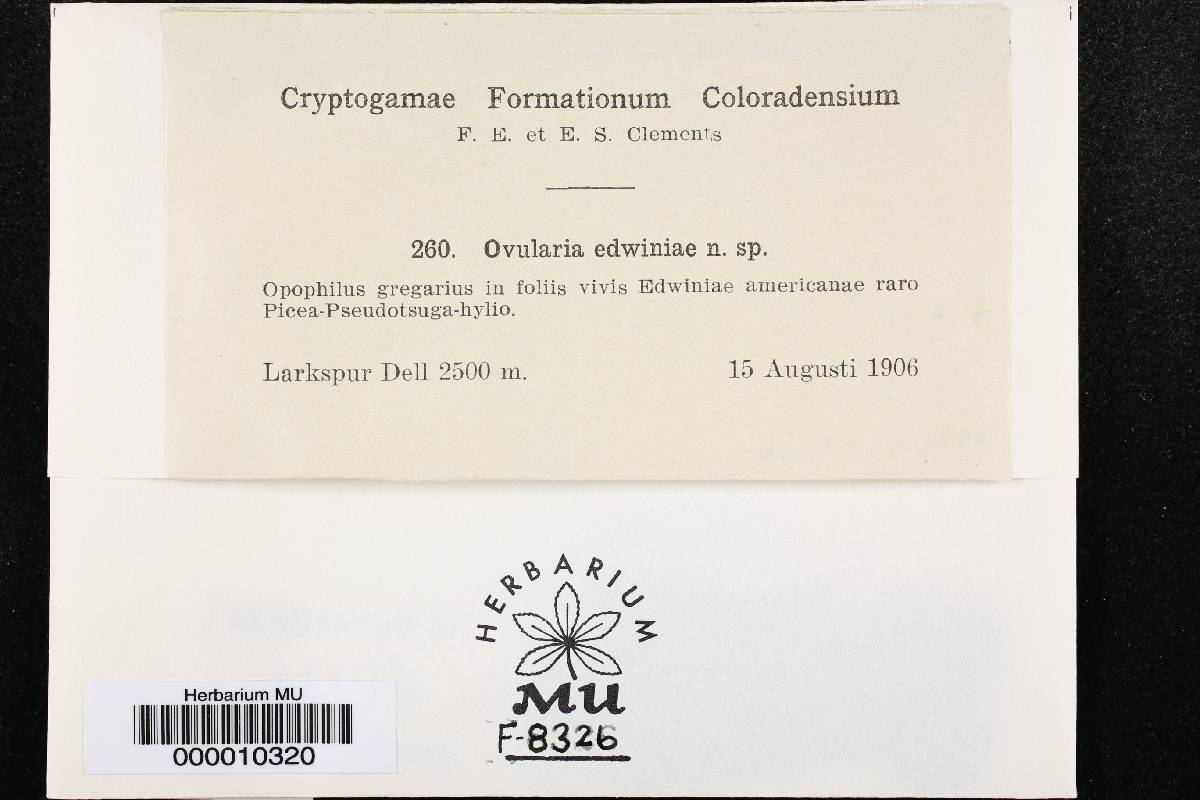 Cryptogamae Formationum Coloradensium
F. E. et E. S. Clements
260. Ovularia edwiniae n. sp.
Opophilus gregarius in foliis vivis Edwiniae americanae raro
Picea-Pseudotsuga-hylio.
Larkspur Dell 2500 m. 15 Augusti 1906
HERBARIUM
MU
F-8326
Herbarium MU
000010320